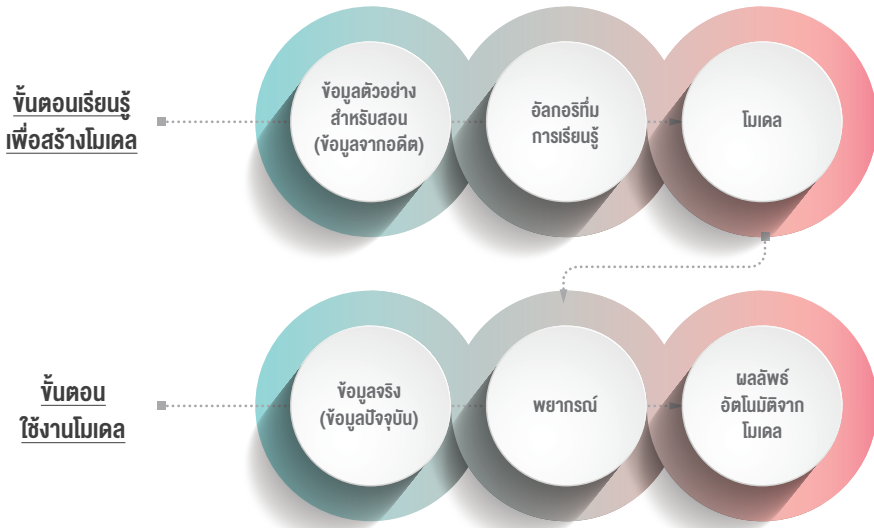 ขั้นตอนเรียนรู้
เพื่อสร้างโมเดล
ข้อมูลตัวอย่าง
สำหรับสอน
(ข้อมูลจากอดีต)
อัลกอริทึ่ม
การเรียนรู้
โมเดล
ขั้นตอน
ใช้งานโมเดล
ข้อมูลจริง
(ข้อมูลปัจจุบัน)
พยากรณ์
ผลลัพธ์
อัตโนมัติจาก
โมเดล